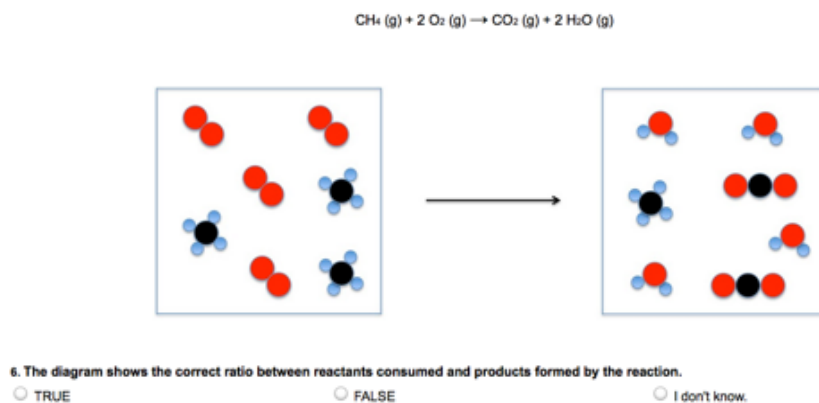 CH₄ (g) + 2 O₂ (g) → CO₂ (g) + 2 H₂O (g)
6. The diagram shows the correct ratio between reactants consumed and products formed by the reaction.
TRUE FALSE I don't know.